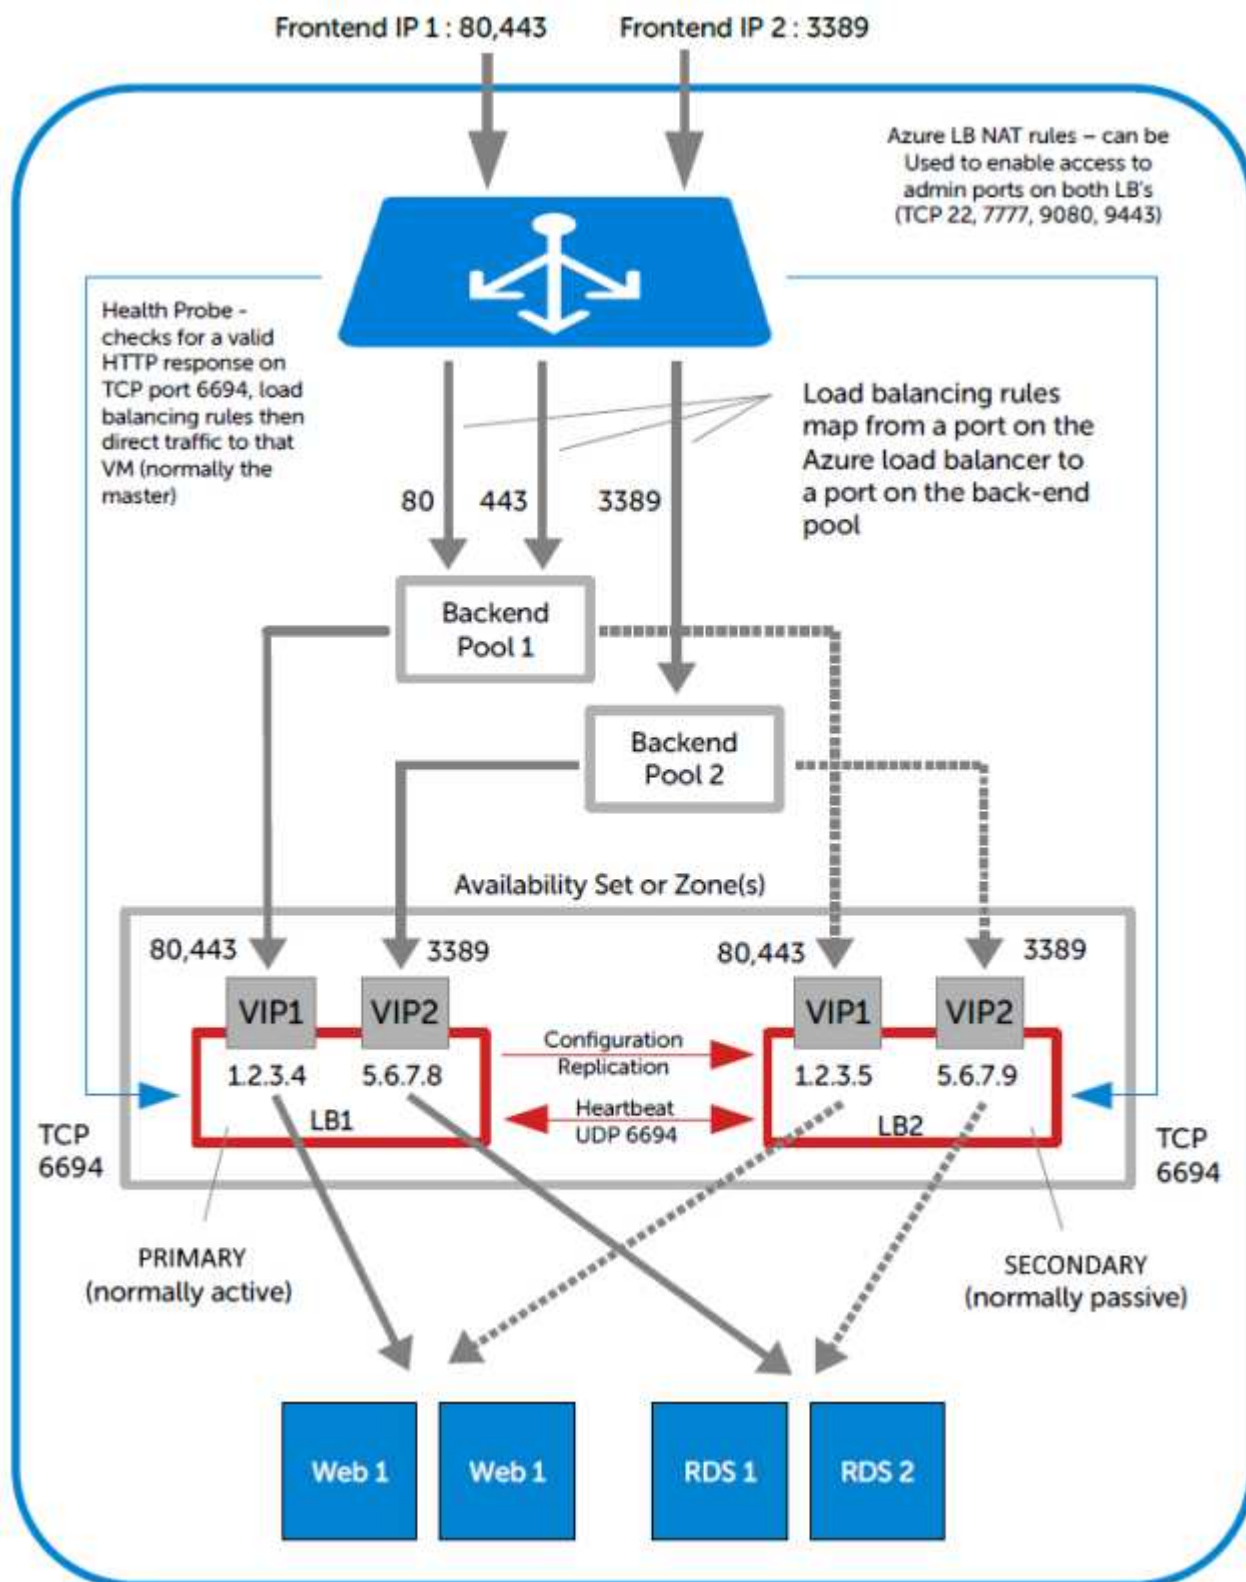 Frontend IP 1 : 80,443
Frontend IP 2 : 3389
Azure LB NAT rules – can be
Used to enable access to
admin ports on both LB's
(TCP 22, 7777, 9080, 9443)
Health Probe -
checks for a valid
HTTP response on
TCP port 6694, load
balancing rules then
direct traffic to that
VM (normally the
master)
Load balancing rules
map from a port on the
Azure load balancer to
a port on the back-end
pool
80
443
3389
Backend
Pool 1
Backend
Pool 2
Availability Set or Zone(s)
80,443
3389
80,443
3389
VIP1
VIP2
VIP1
VIP2
1.2.3.4
5.6.7.8
LB1
Configuration
Replication
Heartbeat
UDP 6694
1.2.3.5
5.6.7.9
LB2
TCP
6694
TCP
6694
PRIMARY
(normally active)
SECONDARY
(normally passive)
Web 1
Web 1
RDS 1
RDS 2